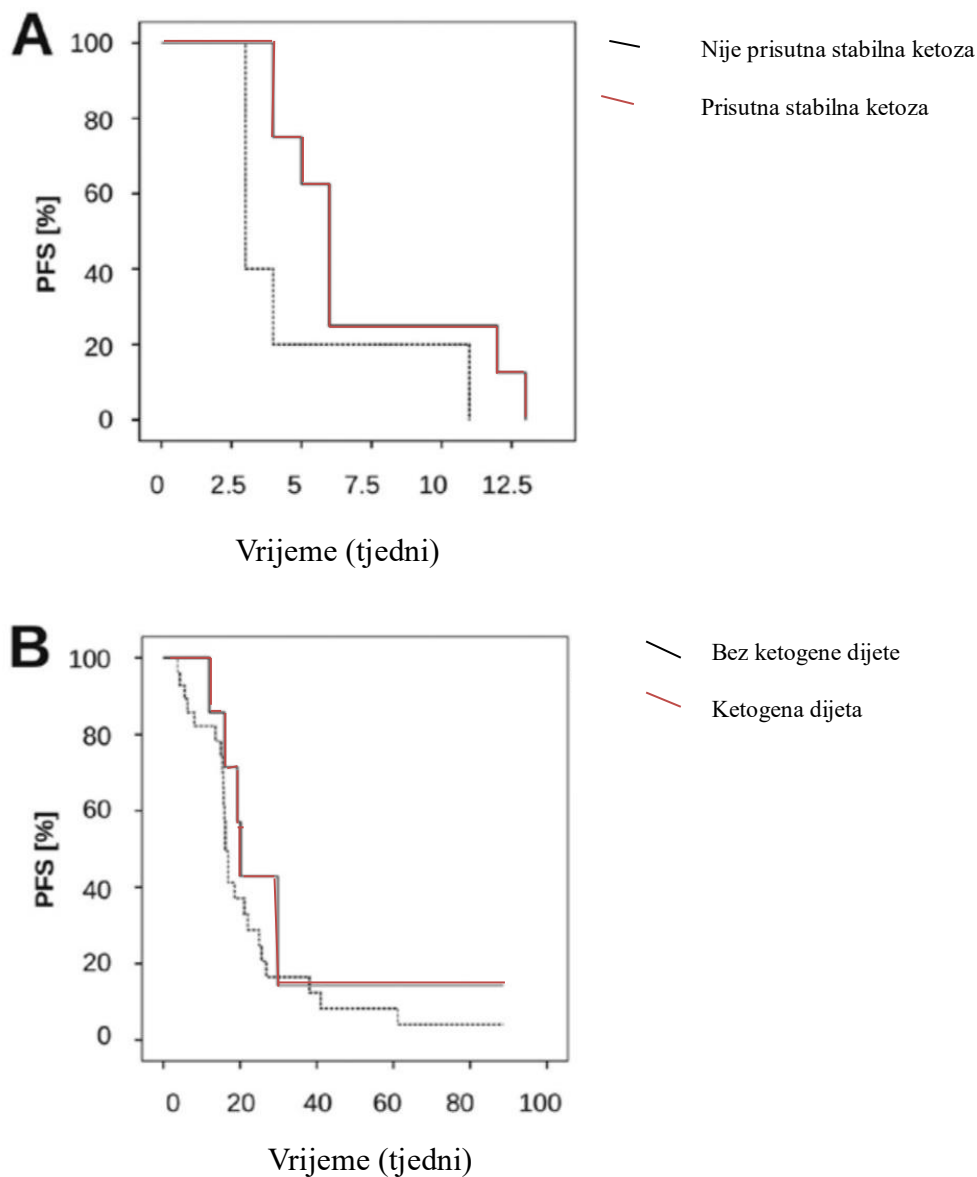 A
100
80
60
40
20
0
PFS [%]
0 2.5 5 7.5 10 12.5
Vrijeme (tjedni)
Nije prisutna stabilna ketoza
Prisutna stabilna ketoza
B
100
80
60
40
20
0
PFS [%]
0 20 40 60 80 100
Vrijeme (tjedni)
Bez ketogene dijete
Ketogena dijeta